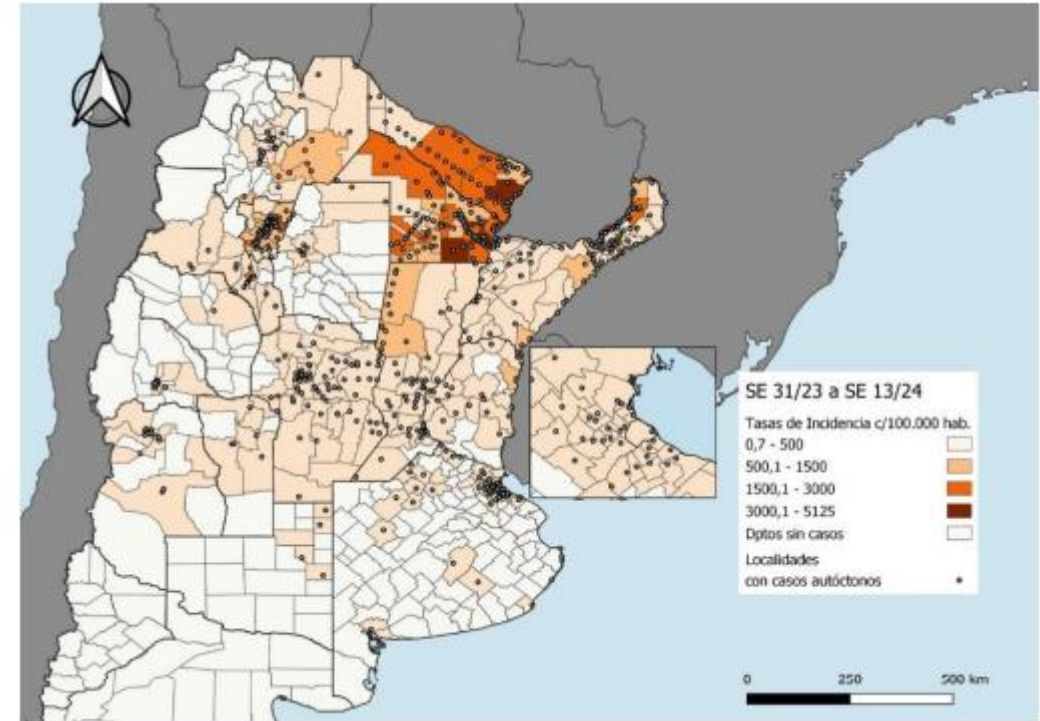 SE 31/23 a SE 13/24
Tasas de Incidencia c/100.000 hab.
0,7 - 500
500,1 - 1500
1500,1 - 3000
3000,1 - 5125
Dptos sin casos
Localidades
con casos autóctonos
0 250 500 km